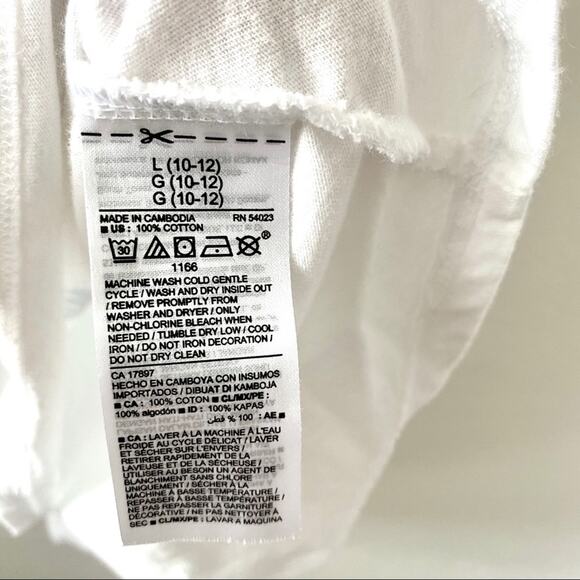 L (10-12)
G (10-12)
G (10-12)
MADE IN CAMBODIA RN 54023
■ US : 100% COTTON
30
®
1166
MACHINE WASH COLD GENTLE
CYCLE / WASH AND DRY INSIDE OUT
/ REMOVE PROMPTLY FROM
WASHER AND DRYER / ONLY
NON-CHLORINE BLEACH WHEN
NEEDED / TUMBLE DRY LOW / COOL
IRON / DO NOT IRON DECORATION /
DO NOT DRY CLEAN
CA 17897
HECHO EN CAMBOYA CON INSUMOS
IMPORTADOS / DIBUAT DI KAMBOJA
■ CA : 100% COTON ■ CL/MX/PE :
100% algodón ■ ID : 100% KAPAS
■ AE : 100 % قطن
■ CA : LAVER À LA MACHINE À L'EAU
FROIDE AU CYCLE DÉLICAT / LAVER
ET SÉCHER SUR L'ENVERS /
RETIRER RAPIDEMENT DE LA
LAVEUSE ET DE LA SÉCHEUSE /
UTILISER AU BESOIN UN AGENT DE
BLANCHIMENT SANS CHLORE
UNIQUEMENT / SÉCHER À LA
MACHINE À BASSE TEMPÉRATURE /
REPASSER À BASSE TEMPÉRATURE /
NE PAS REPASSER LA GARNITURE
DÉCORATIVE / NE PAS NETTOYER À
SEC ■ CL/MX/PE : LAVAR A MAQUINA